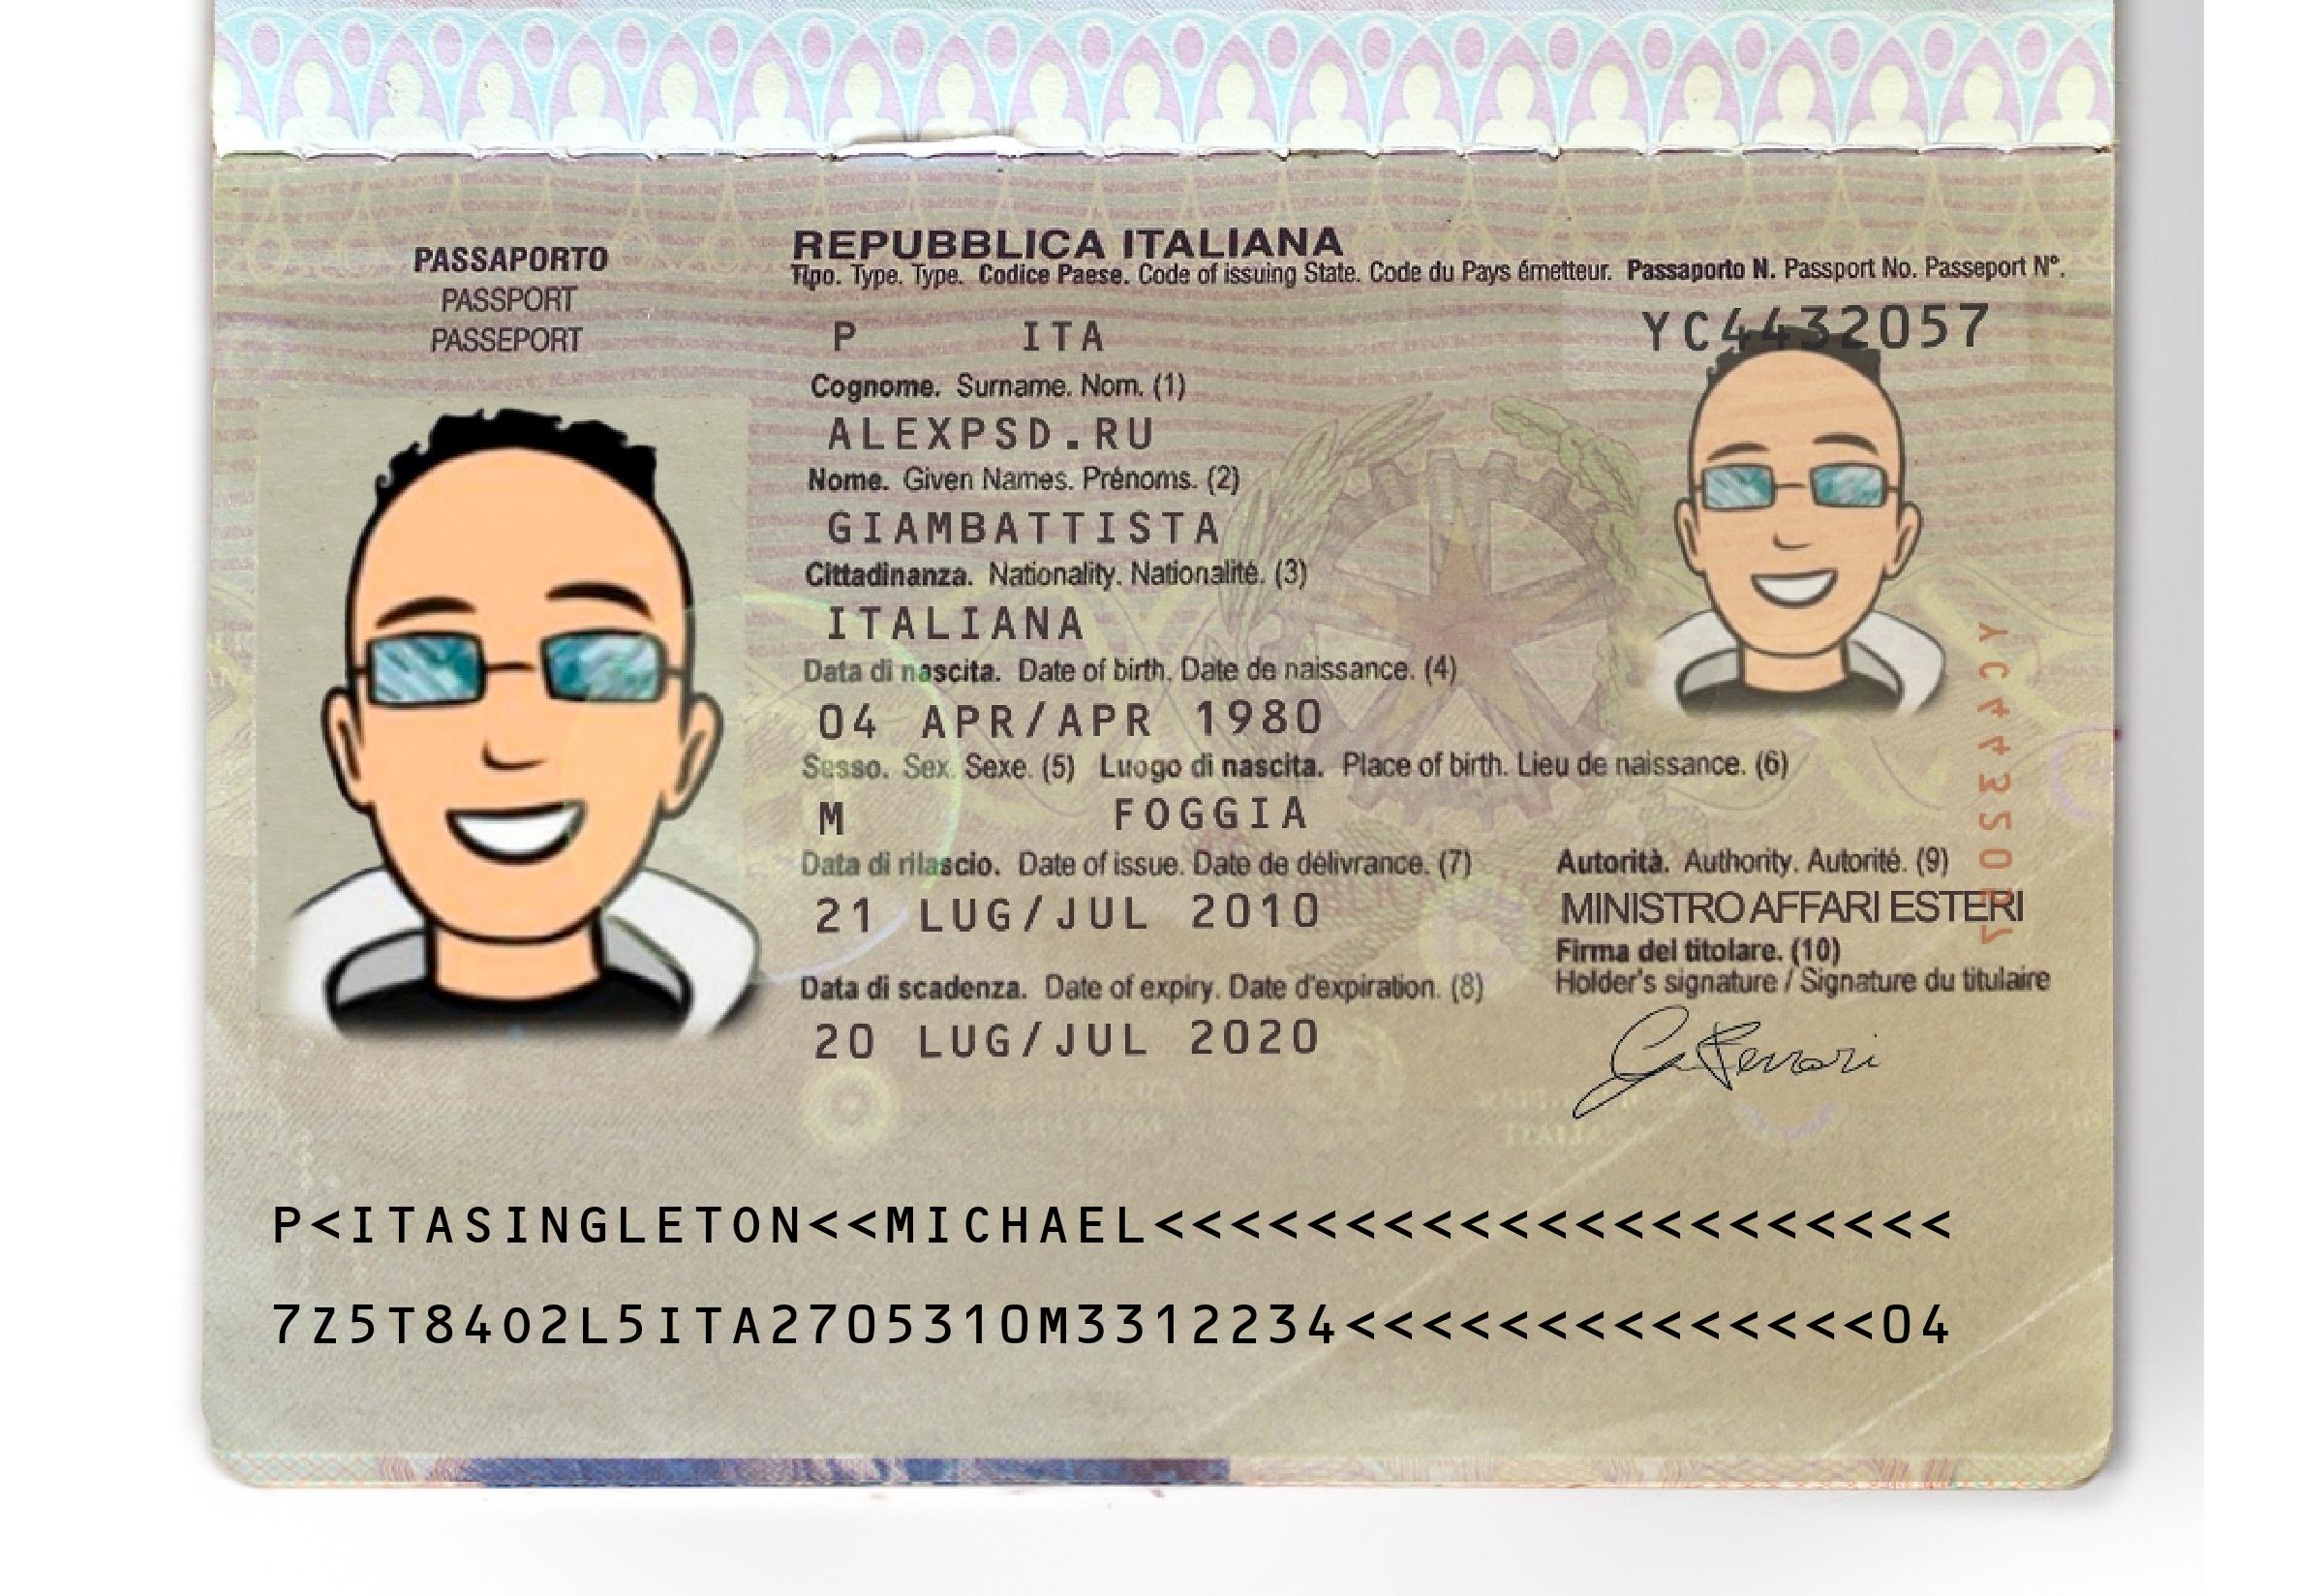 PASSAPORTO
PASSPORT
PASSEPORT
REPUBBLICA ITALIANA
Tipo. Type. Type. Codice Paese. Code of issuing State. Code du Pays émetteur. Passaporto N. Passport No. Passeport N°.
P ITA YC4432057
Cognome. Surname. Nom. (1)
ALEXPSD.RU
Nome. Given Names. Prénoms. (2)
GIAMBATTISTA
Cittadinanza. Nationality. Nationalité. (3)
ITALIANA
Data di nascita. Date of birth. Date de naissance. (4)
04 APR/APR 1980
Sesso. Sex. Sexe. (5) Luogo di nascita. Place of birth. Lieu de naissance. (6)
M FOGGIA
Data di rilascio. Date of issue. Date de délivrance. (7)
21 LUG/JUL 2010
Data di scadenza. Date of expiry. Date d'expiration. (8)
20 LUG/JUL 2020
Autorità. Authority. Autorité. (9)
MINISTRO AFFARI ESTERI
Firma del titolare. (10)
Holder's signature / Signature du titulaire
G Ferrari
YC4432057
P<ITASINGLETON<<MICHAEL<<<<<<<<<<<<<<<<<<<<<
7Z5T8402L5ITA2705310M3312234<<<<<<<<<<<<<<04